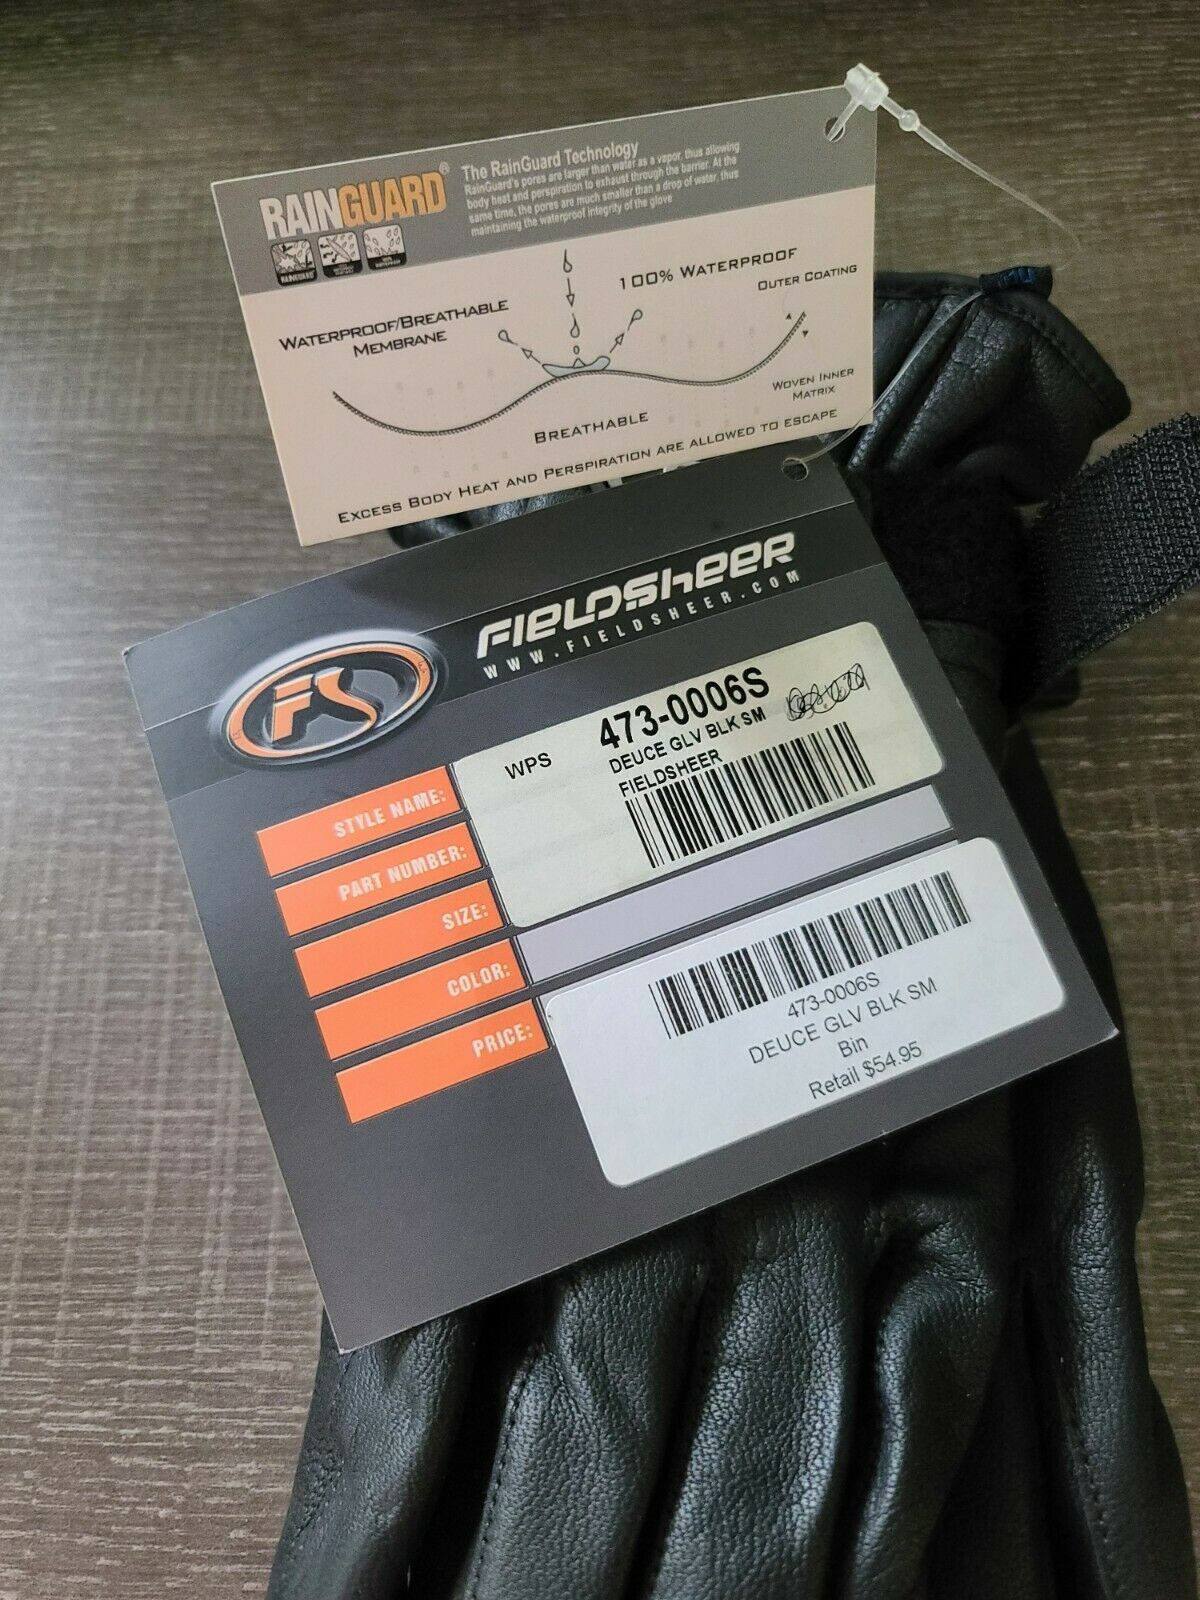 RAINGUARD®
The RainGuard Technology
RainGuard's pores are larger than water as a vapor, thus allowing
body heat and perspiration to exhaust through the barrier. At the
same time, the pores are much smaller than a drop of water, thus
maintaining the waterproof integrity of the glove
100% WATERPROOF
OUTER COATING
WATERPROOF/BREATHABLE
MEMBRANE
WOVEN INNER
MATRIX
BREATHABLE
EXCESS BODY HEAT AND PERSPIRATION ARE ALLOWED TO ESCAPE
FIELDSHEER
WWW.FIELDSHEER.COM
FS
473-0006S
WPS
DEUCE GLV BLK SM
FIELDSHEER
STYLE NAME:
PART NUMBER:
SIZE:
COLOR:
PRICE:
473-0006S
DEUCE GLV BLK SM
Bin
Retail $54.95